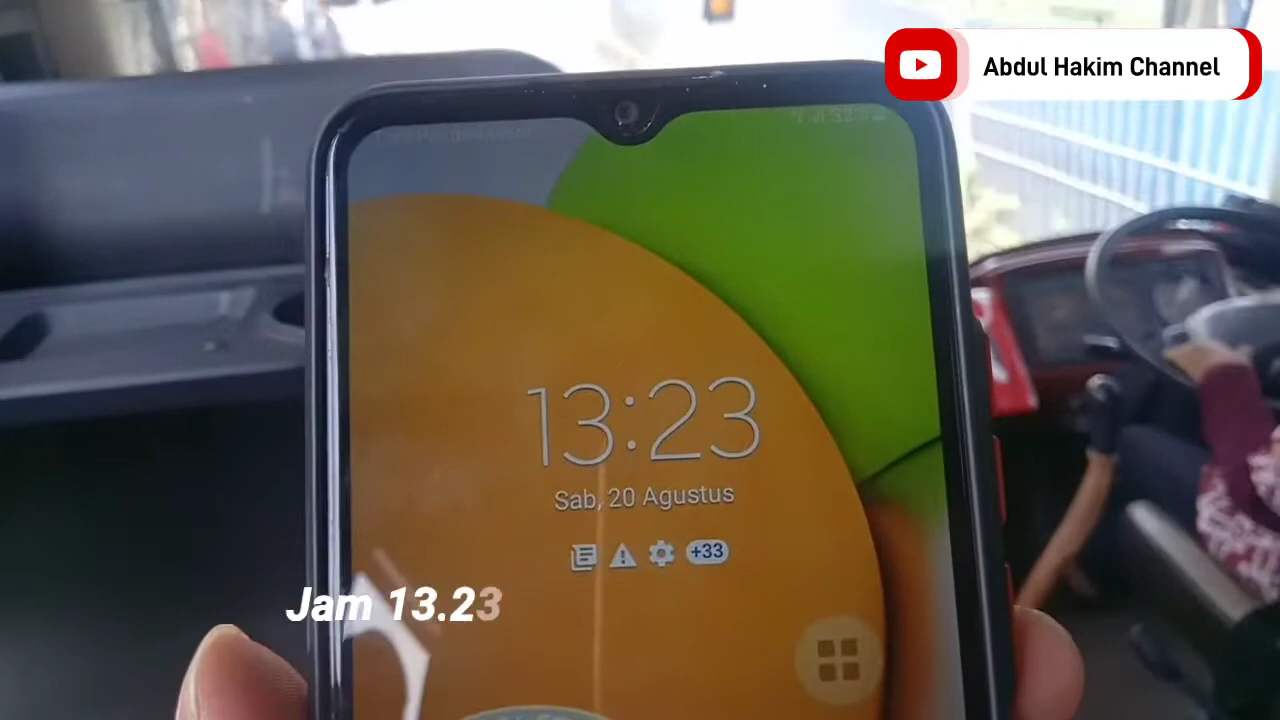 Abdul Hakim Channel
13:23
Sab, 20 Agustus
+33
Jam 13.23